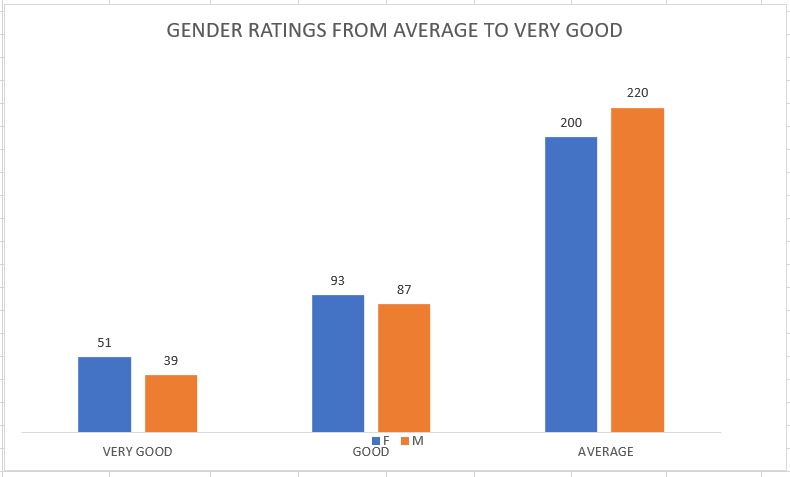 GENDER RATINGS FROM AVERAGE TO VERY GOOD
220
200
93
87
51
39
F M
VERY GOOD GOOD AVERAGE